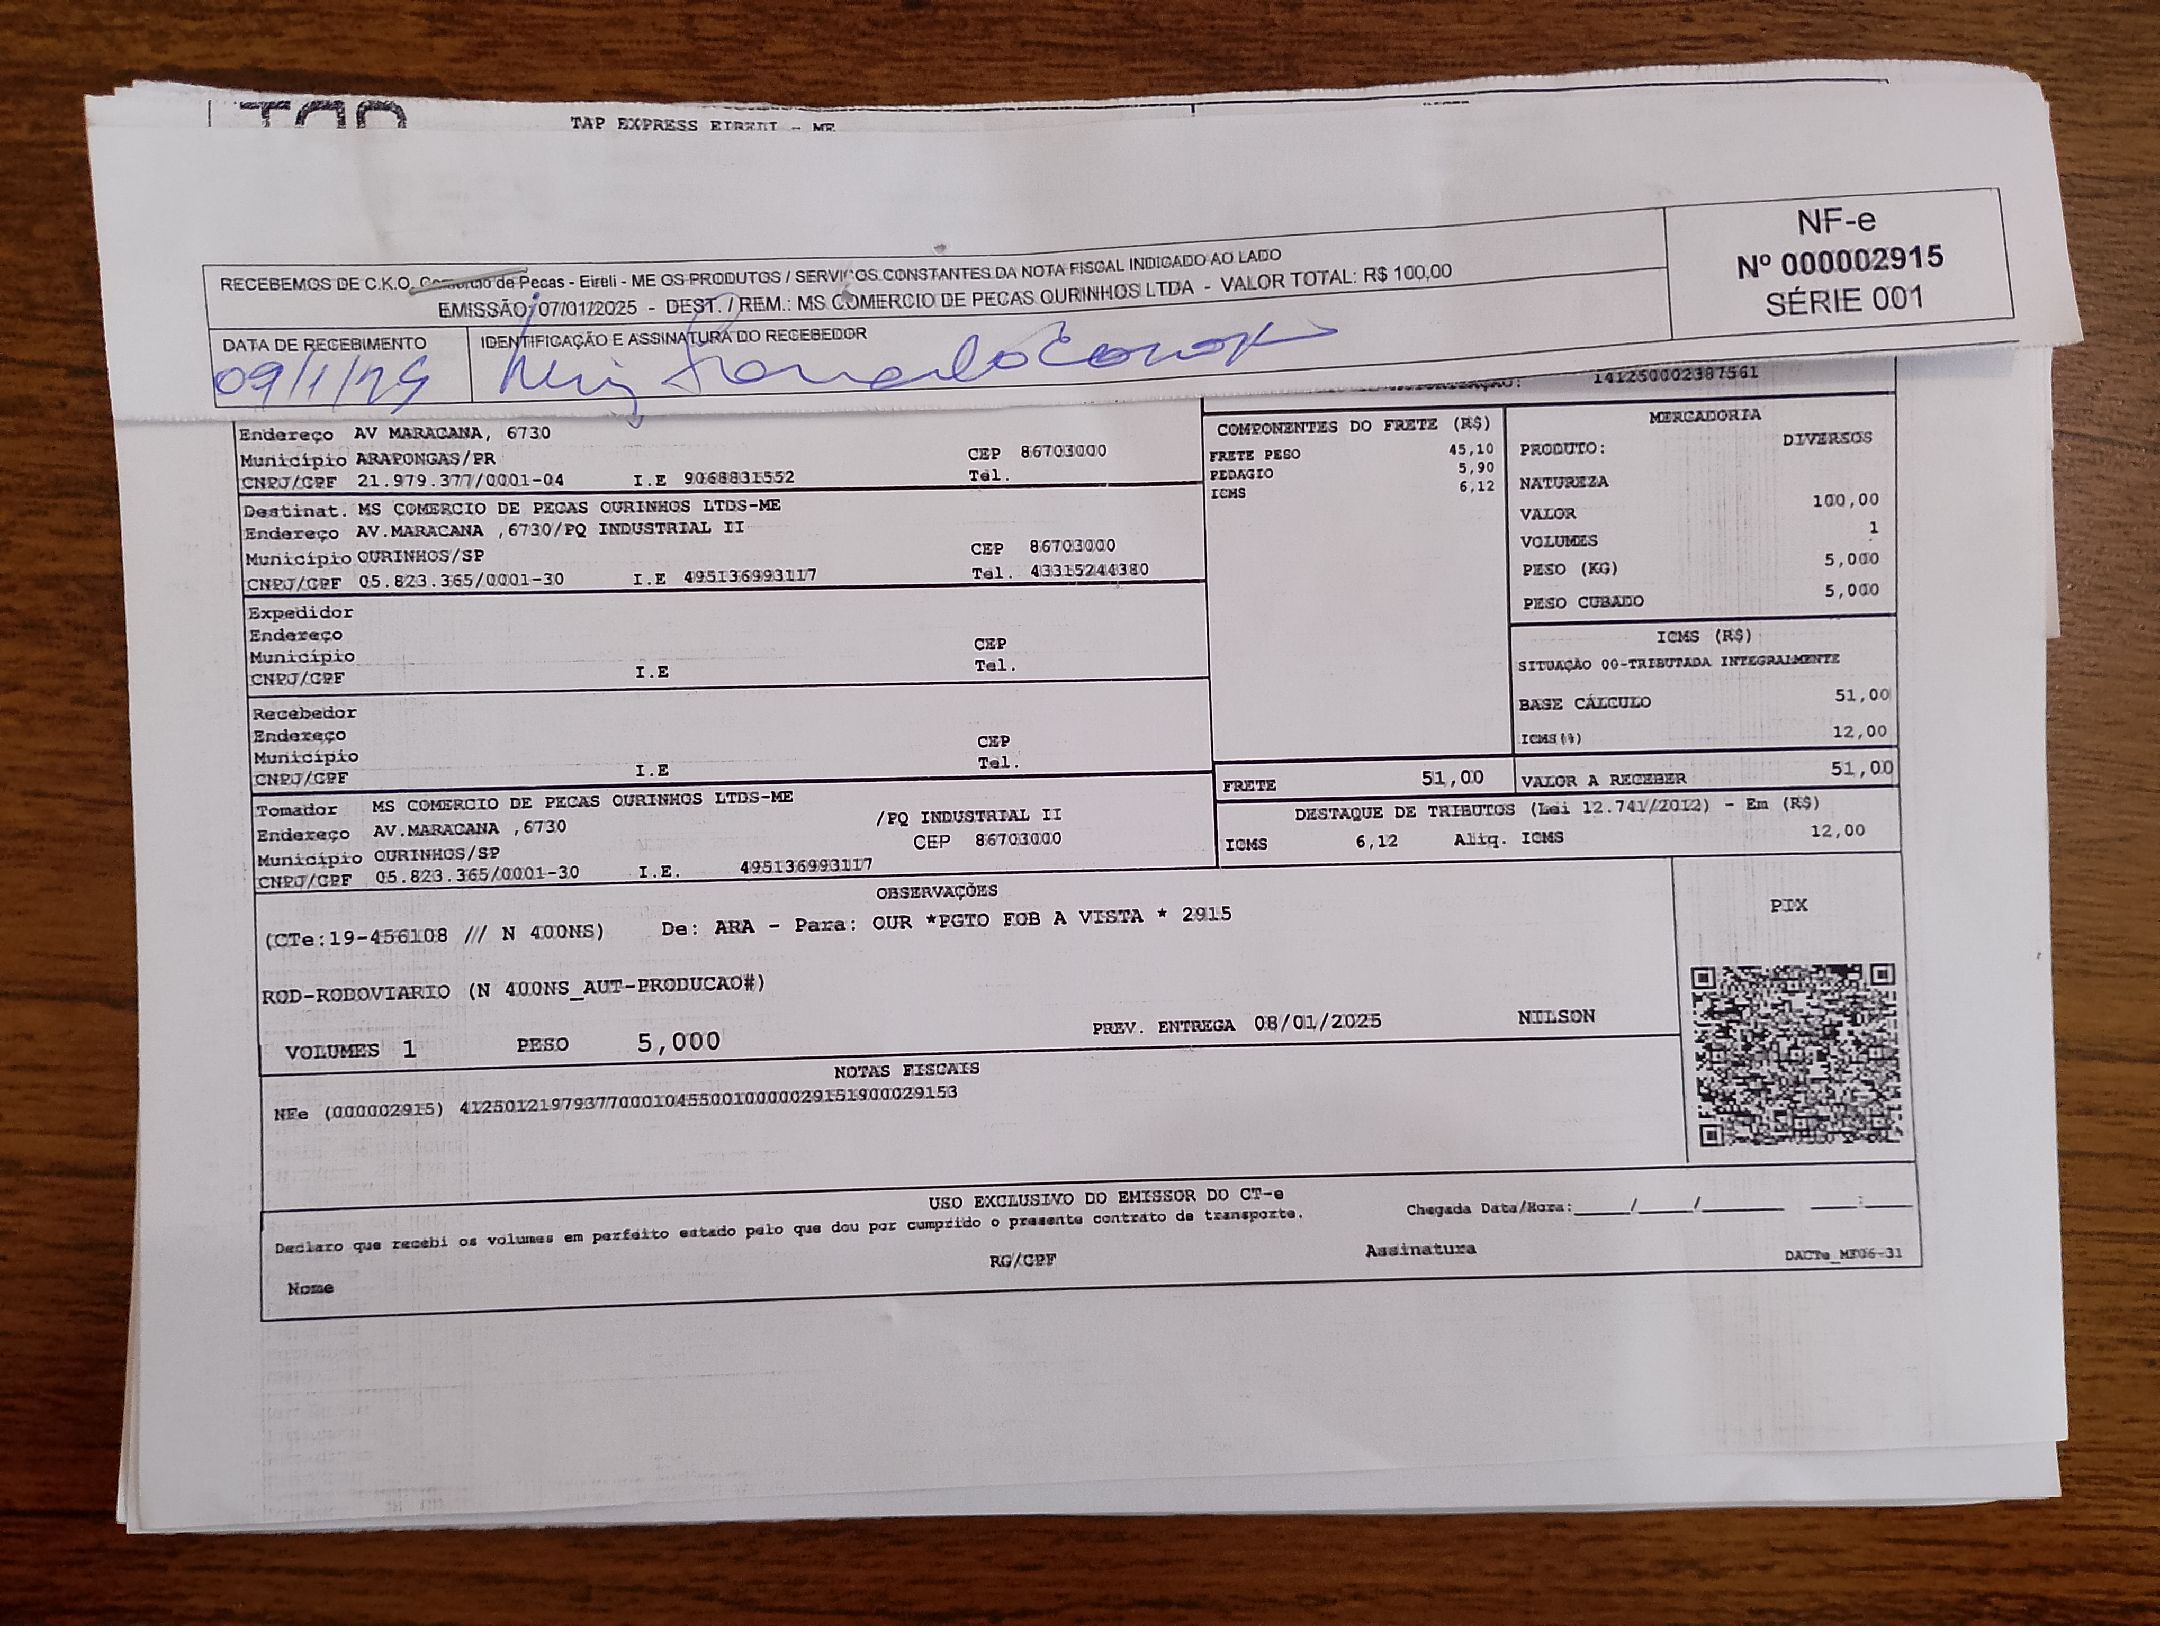 TAP EXPRESS EIRELI - ME
RECEBEMOS DE C.K.O. Comercio de Pecas - Eireli - ME OS PRODUTOS / SERVIÇOS CONSTANTES DA NOTA FISCAL INDICADO AO LADO
EMISSÃO: 07/01/2025 - DEST. / REM.: MS COMERCIO DE PECAS OURINHOS LTDA - VALOR TOTAL: R$ 100,00
NF-e
Nº 000002915
SÉRIE 001
DATA DE RECEBIMENTO
09/1/25
IDENTIFICAÇÃO E ASSINATURA DO RECEBEDOR
141250002387561
Endereço AV MARACANA, 6730
Município ARAPONGAS/PR CEP 86703000
CNPJ/CPF 21.979.377/0001-04 I.E 9068831552 Tel.
Destinat. MS COMERCIO DE PECAS OURINHOS LTDS-ME
Endereço AV.MARACANA ,6730/PQ INDUSTRIAL II
Município OURINHOS/SP CEP 86703000
CNPJ/CPF 05.823.365/0001-30 I.E 495136993117 Tel. 43315244380
Expedidor
Endereço
Município CEP
CNPJ/CPF I.E Tel.
Recebedor
Endereço
Município CEP
CNPJ/CPF I.E Tel.
Tomador MS COMERCIO DE PECAS OURINHOS LTDS-ME
Endereço AV.MARACANA ,6730 /PQ INDUSTRIAL II
Município OURINHOS/SP CEP 86703000
CNPJ/CPF 05.823.365/0001-30 I.E. 495136993117
COMPONENTES DO FRETE (R$)
FRETE PESO 45,10
PEDAGIO 5,90
ICMS 6,12
MERCADORIA
PRODUTO: DIVERSOS
NATUREZA
VALOR 100,00
VOLUMES 1
PESO (KG) 5,000
PESO CUBADO 5,000
ICMS (R$)
SITUAÇÃO 00-TRIBUTADA INTEGRALMENTE
BASE CÁLCULO 51,00
ICMS(%) 12,00
FRETE 51,00 VALOR A RECEBER 51,00
DESTAQUE DE TRIBUTOS (Lei 12.741/2012) - Em (R$)
ICMS 6,12 Aliq. ICMS 12,00
OBSERVAÇÕES
(CTe:19-456108 /// N 400NS) De: ARA - Para: OUR *PGTO FOB A VISTA * 2915
ROD-RODOVIARIO (N 400NS_AUT-PRODUCAO#)
VOLUMES 1 PESO 5,000 PREV. ENTREGA 08/01/2025 NILSON
PIX
NOTAS FISCAIS
NFe (000002915) 41250121979377000104550010000029151900029153
USO EXCLUSIVO DO EMISSOR DO CT-e
Declaro que recebi os volumes em perfeito estado pelo que dou por cumprido o presente contrato de transporte.
Chegada Data/Hora:____/____/______ ____:____
Nome RG/CPF Assinatura DACTe_MFU6-31